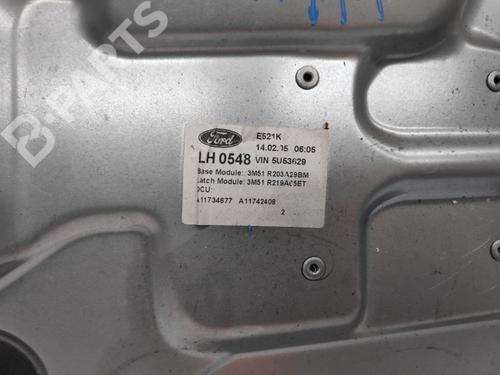 Ford
E521K
14.02.05 06:05
LH 0548 VIN 5U53629
Base Module: 3M51 R203A29BM
Latch Module: 3M51 R219A65ET
DCU:
A11734677 A11742408
2
B-PARTS